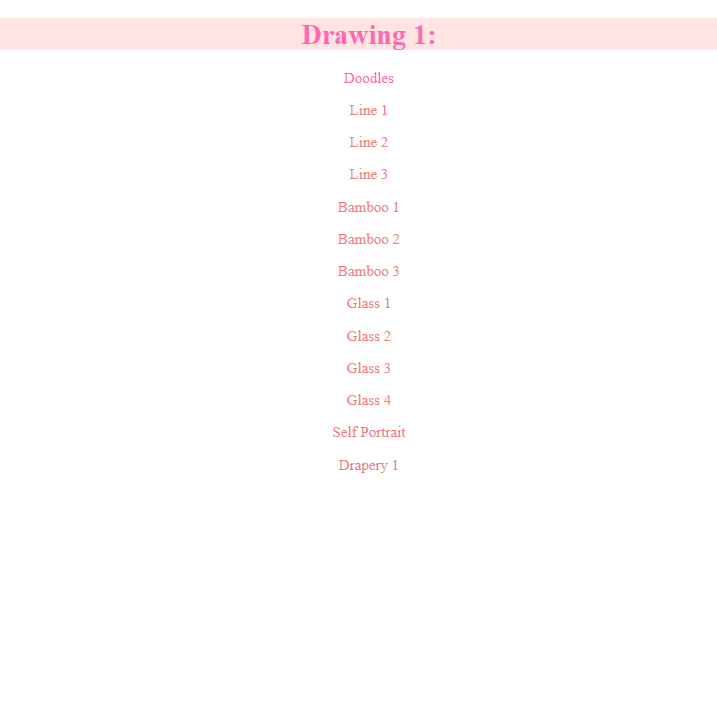 Drawing 1:
Doodles
Line 1
Line 2
Line 3
Bamboo 1
Bamboo 2
Bamboo 3
Glass 1
Glass 2
Glass 3
Glass 4
Self Portrait
Drapery 1